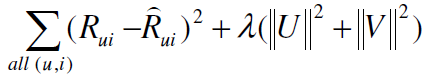 ∑(R_ui − R̂_ui)² + λ(‖U‖² + ‖V‖²)
all (u,i)